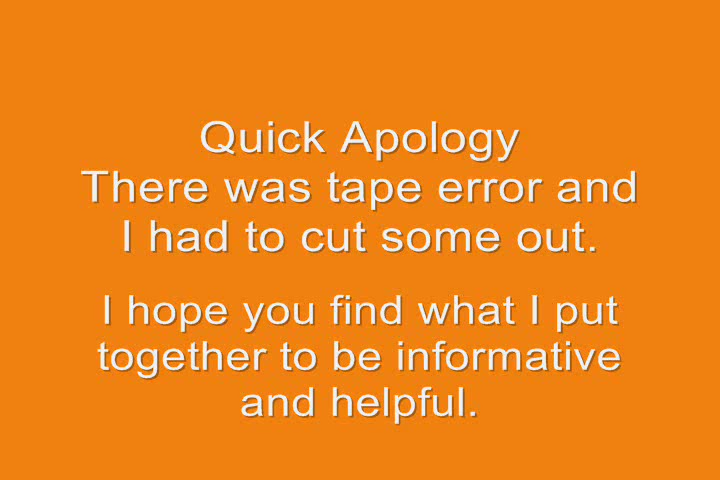 Quick Apology
There was tape error and
I had to cut some out.
I hope you find what I put
together to be informative
and helpful.